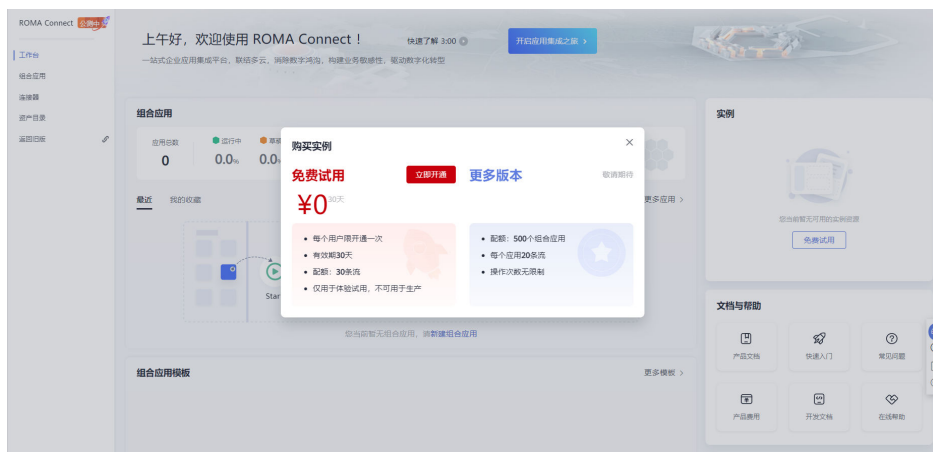 ROMA Connect 公测中
工作台
组合应用
连接器
资产目录
返回旧版
上午好，欢迎使用 ROMA Connect！
快速了解 3:00
开启应用集成之旅 ›
一站式企业应用集成平台，联结多云，消除数字鸿沟，构建业务敏感性，驱动数字化转型
组合应用
应用总数
运行中
0
0.0%
0.0
最近
我的收藏
更多应用 ›
Star
您当前暂无组合应用，请新建组合应用
组合应用模板
更多模板 ›
购买实例
×
免费试用
立即开通
¥0
30天
• 每个用户限开通一次
• 有效期30天
• 配额：30条流
• 仅用于体验试用，不可用于生产
更多版本
敬请期待
• 配额：500个组合应用
• 每个应用20条流
• 操作次数无限制
实例
您当前暂无可用的实例资源
免费试用
文档与帮助
产品文档
快速入门
常见问题
产品费用
开发文档
在线帮助